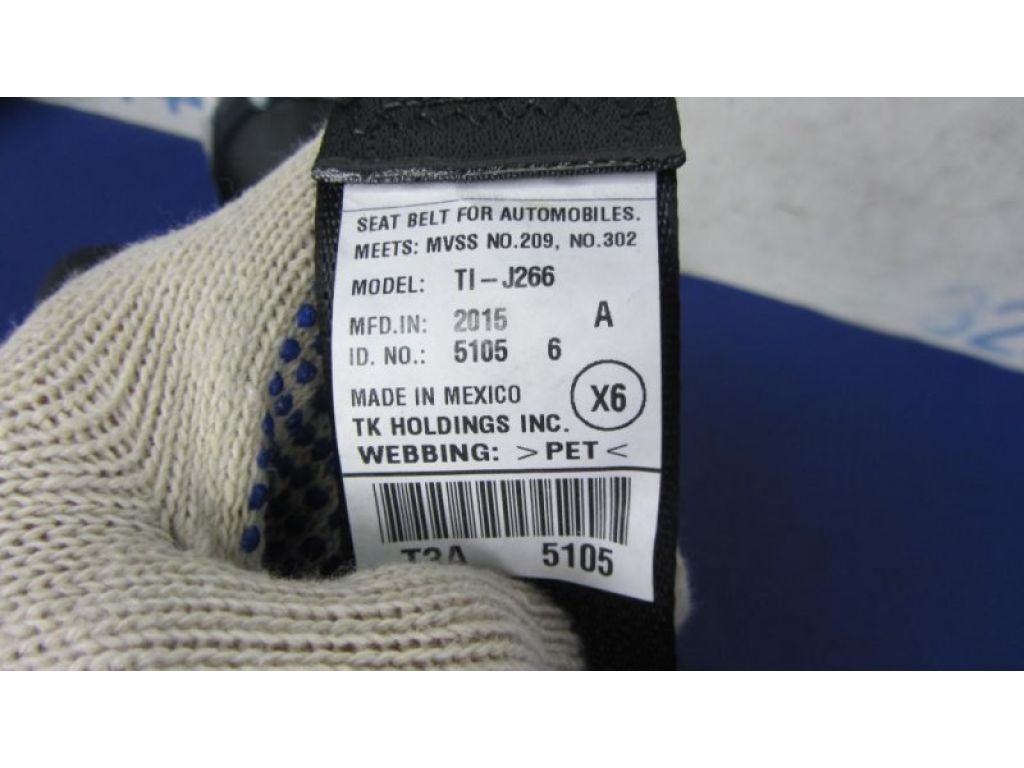 SEAT BELT FOR AUTOMOBILES.
MEETS: MVSS NO.209, NO.302
MODEL: TI-J266
MFD.IN: 2015 A
ID. NO.: 5105 6
MADE IN MEXICO X6
TK HOLDINGS INC.
WEBBING: >PET<
T3A 5105